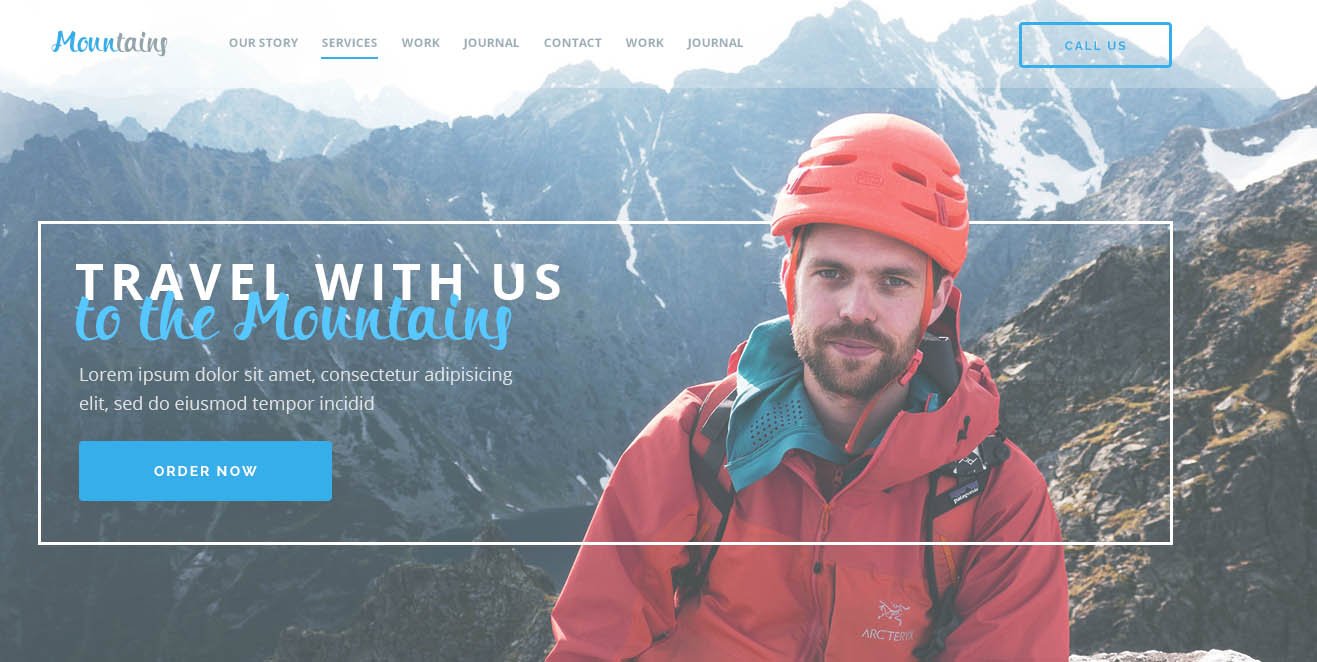 Mountains
OUR STORY SERVICES WORK JOURNAL CONTACT WORK JOURNAL
CALL US
TRAVEL WITH US
to the Mountains
Lorem ipsum dolor sit amet, consectetur adipisicing
elit, sed do eiusmod tempor incidid
ORDER NOW
patagonia
ARC'TERYX